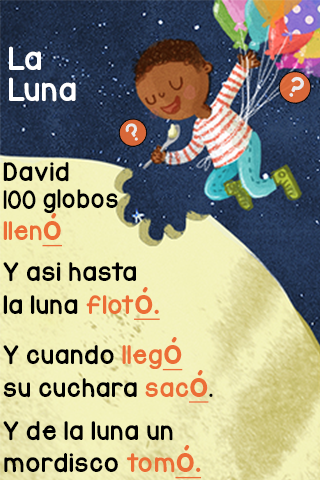 La
Luna
?
?
David
100 globos
llenó
Y asi hasta
la luna flotó.
Y cuando llegó
su cuchara sacó.
Y de la luna un
mordisco tomó.